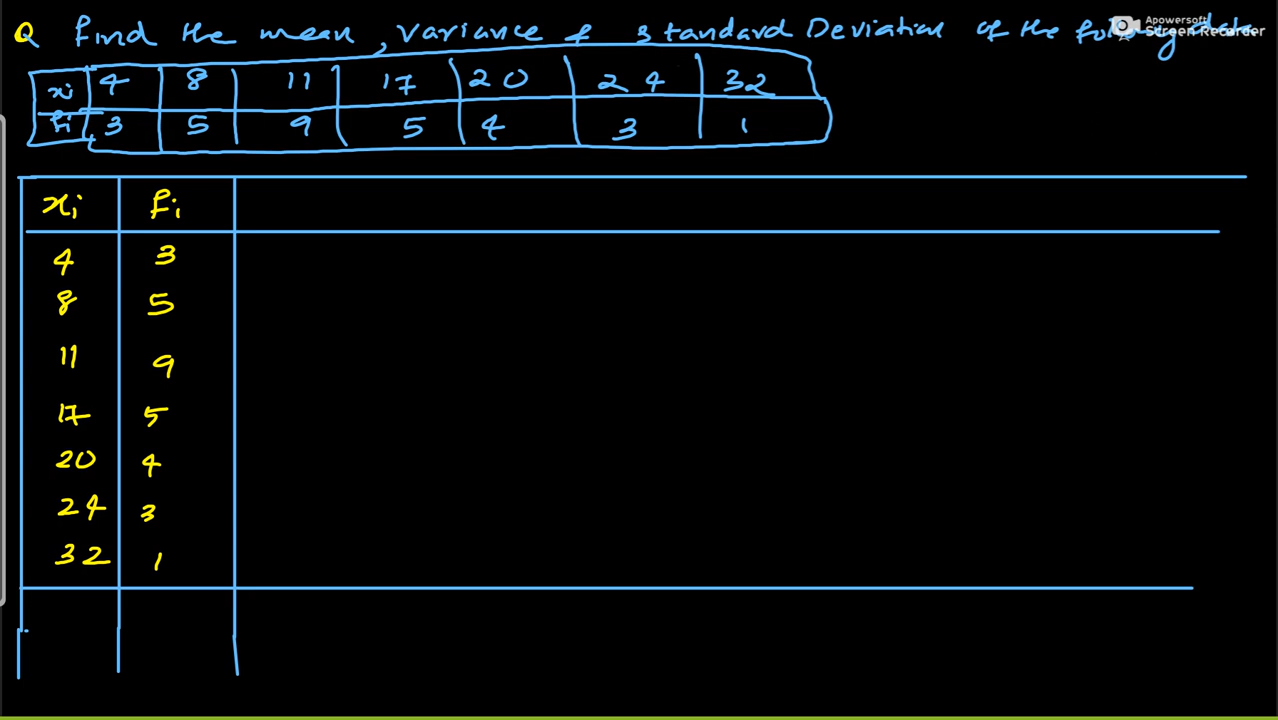 Q Find the mean, variance & standard Deviation of the data
xi 4 8 11 17 20 24 32
fi 3 5 9 5 4 3 1
xi fi
4 3
8 5
11 9
17 5
20 4
24 3
32 1
Apowersoft
Screen Recorder